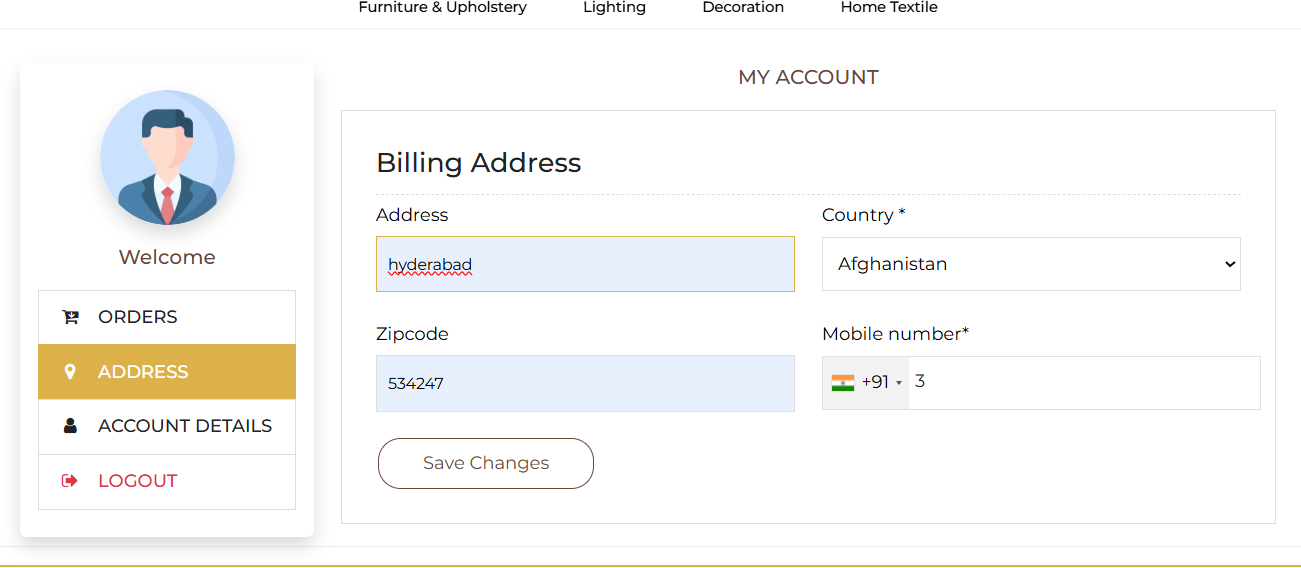 Furniture & Upholstery Lighting Decoration Home Textile
MY ACCOUNT
Welcome
ORDERS
ADDRESS
ACCOUNT DETAILS
LOGOUT
Billing Address
Address
hyderabad
Country *
Afghanistan
Zipcode
534247
Mobile number*
+91 3
Save Changes